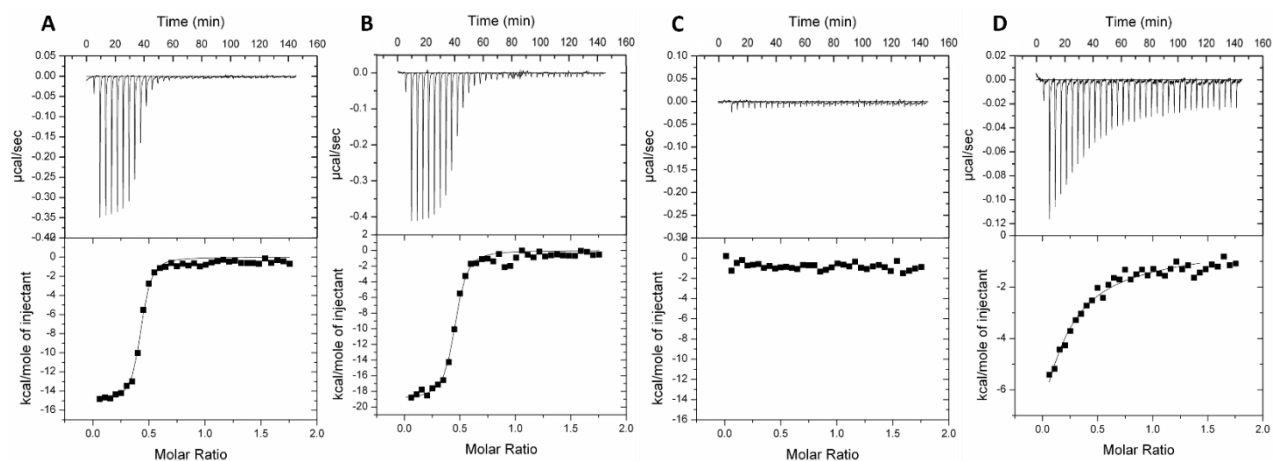 A
Time (min)
0 20 40 60 80 100 120 140 160
0.05
0.00
-0.05
-0.10
-0.15
-0.20
-0.25
-0.30
-0.35
-0.40
µcal/sec
0
-2
-4
-6
-8
-10
-12
-14
-16
kcal/mole of injectant
0.0 0.5 1.0 1.5 2.0
Molar Ratio
B
Time (min)
0 20 40 60 80 100 120 140 160
0.0
-0.1
-0.2
-0.3
-0.4
µcal/sec
2
0
-2
-4
-6
-8
-10
-12
-14
-16
-18
-20
kcal/mole of injectant
0.0 0.5 1.0 1.5 2.0
Molar Ratio
C
Time (min)
0 20 40 60 80 100 120 140 160
0.10
0.05
0.00
-0.05
-0.10
-0.15
-0.20
-0.25
-0.30
µcal/sec
0
-2
-4
-6
-8
-10
-12
-14
-16
kcal/mole of injectant
0.0 0.5 1.0 1.5 2.0
Molar Ratio
D
Time (min)
0 20 40 60 80 100 120 140 160
0.02
0.00
-0.02
-0.04
-0.06
-0.08
-0.10
-0.12
µcal/sec
0
-2
-4
-6
kcal/mole of injectant
0.0 0.5 1.0 1.5 2.0
Molar Ratio